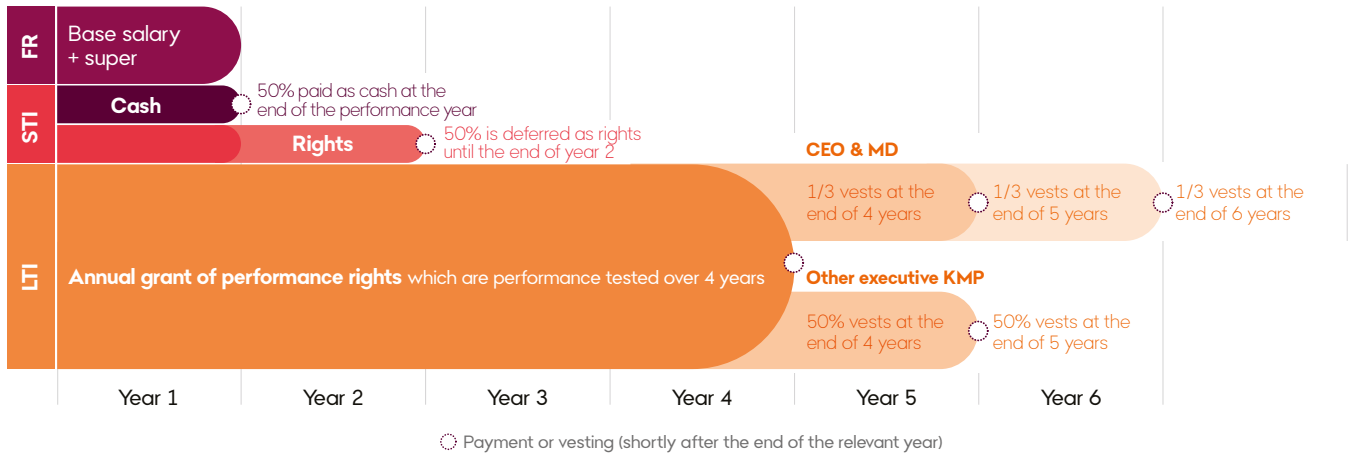 FR
Base salary
+ super
STI
Cash
50% paid as cash at the
end of the performance year
Rights
50% is deferred as rights
until the end of year 2
LTI
Annual grant of performance rights which are performance tested over 4 years
CEO & MD
1/3 vests at the
end of 4 years
1/3 vests at the
end of 5 years
1/3 vests at the
end of 6 years
Other executive KMP
50% vests at the
end of 4 years
50% vests at the
end of 5 years
Year 1
Year 2
Year 3
Year 4
Year 5
Year 6
Payment or vesting (shortly after the end of the relevant year)